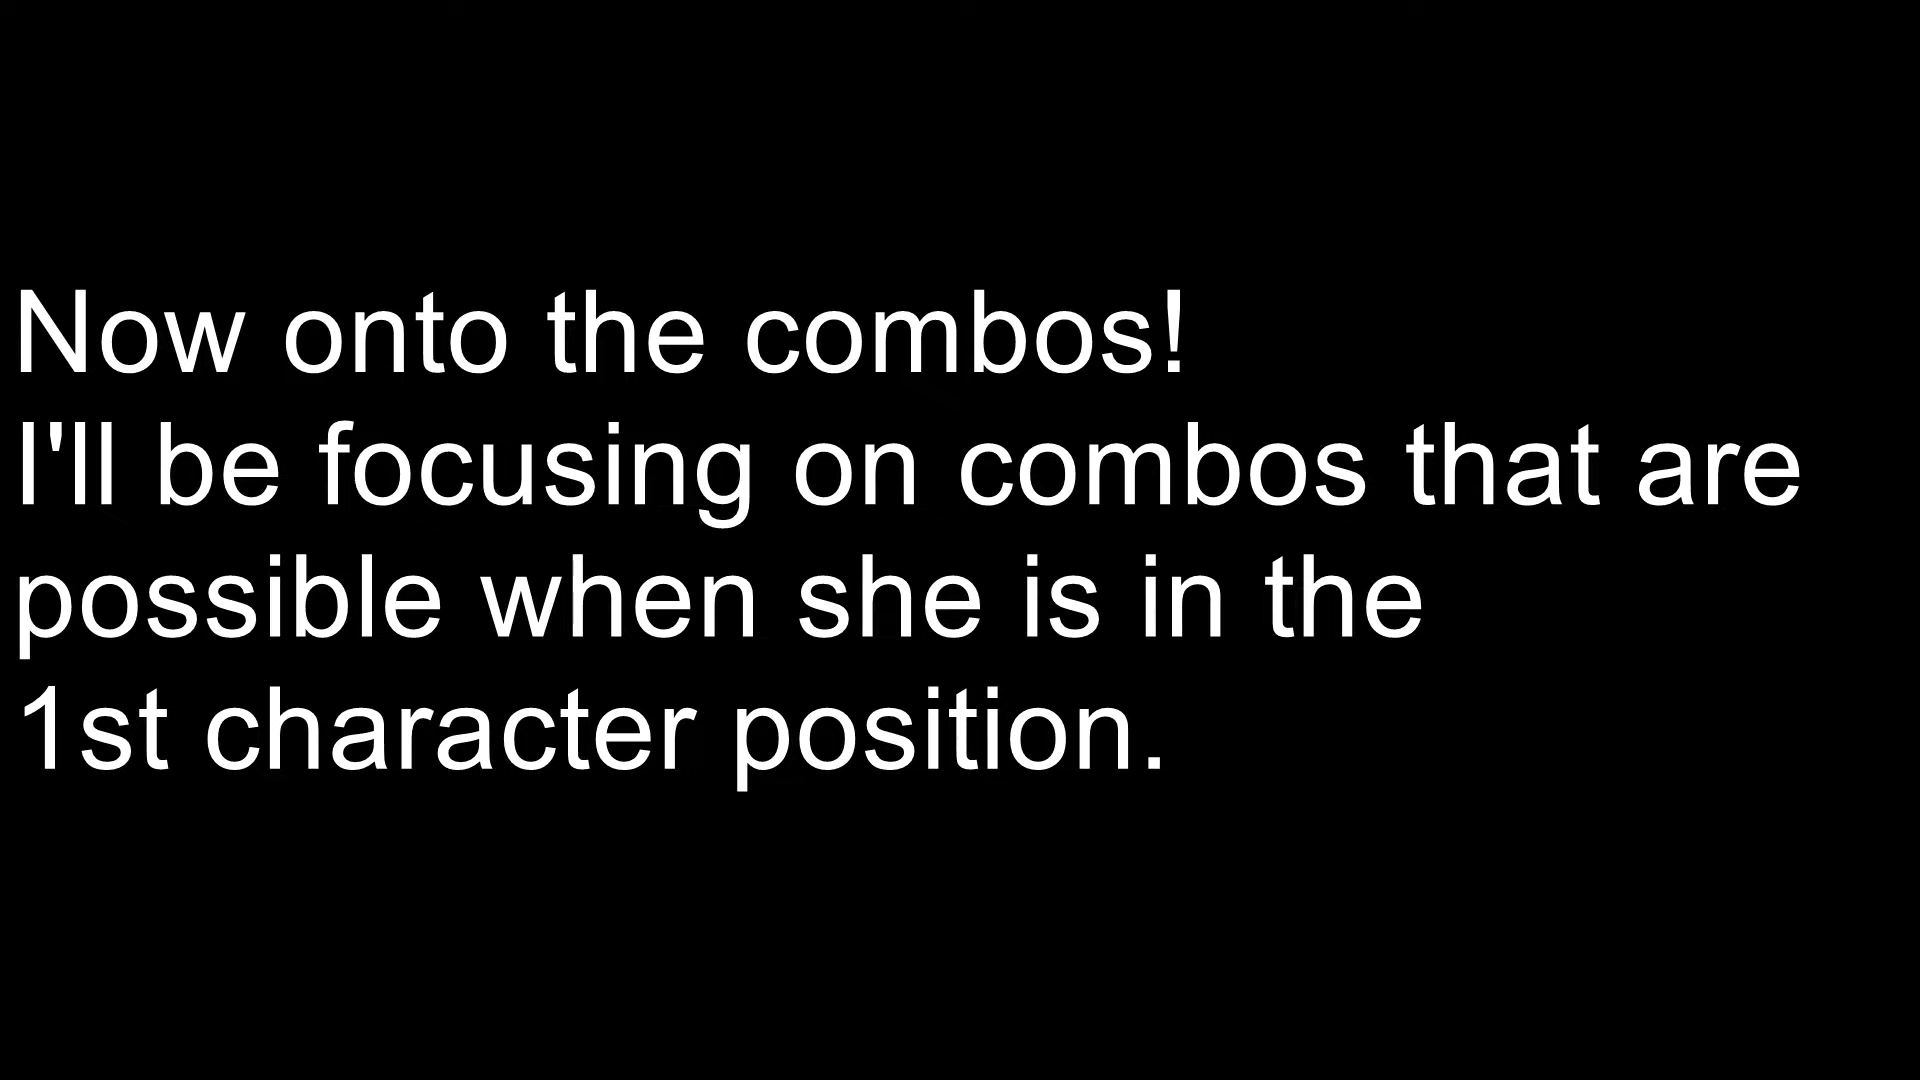 Now onto the combos!
I'll be focusing on combos that are
possible when she is in the
1st character position.